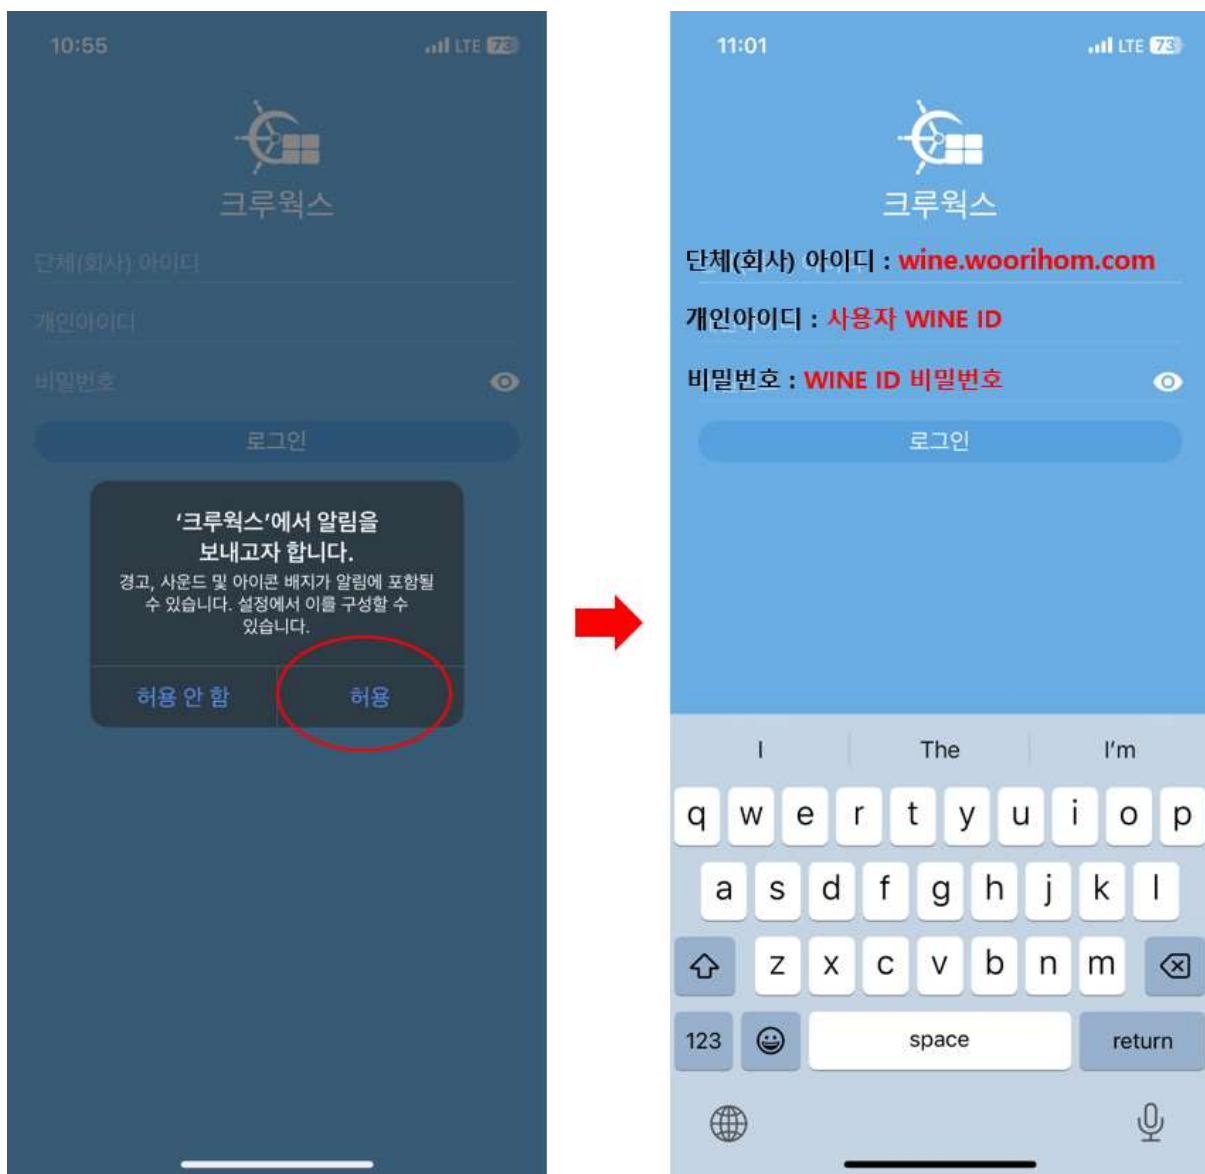 10:55
LTE 73
크루웍스
단체(회사) 아이디
개인아이디
비밀번호
로그인
'크루웍스'에서 알림을
보내고자 합니다.
경고, 사운드 및 아이콘 배지가 알림에 포함될
수 있습니다. 설정에서 이를 구성할 수
있습니다.
허용 안 함
허용
11:01
LTE 73
크루웍스
단체(회사) 아이디 : wine.woorihom.com
개인아이디 : 사용자 WINE ID
비밀번호 : WINE ID 비밀번호
로그인
I The I'm
q w e r t y u i o p
a s d f g h j k l
z x c v b n m
123 space return